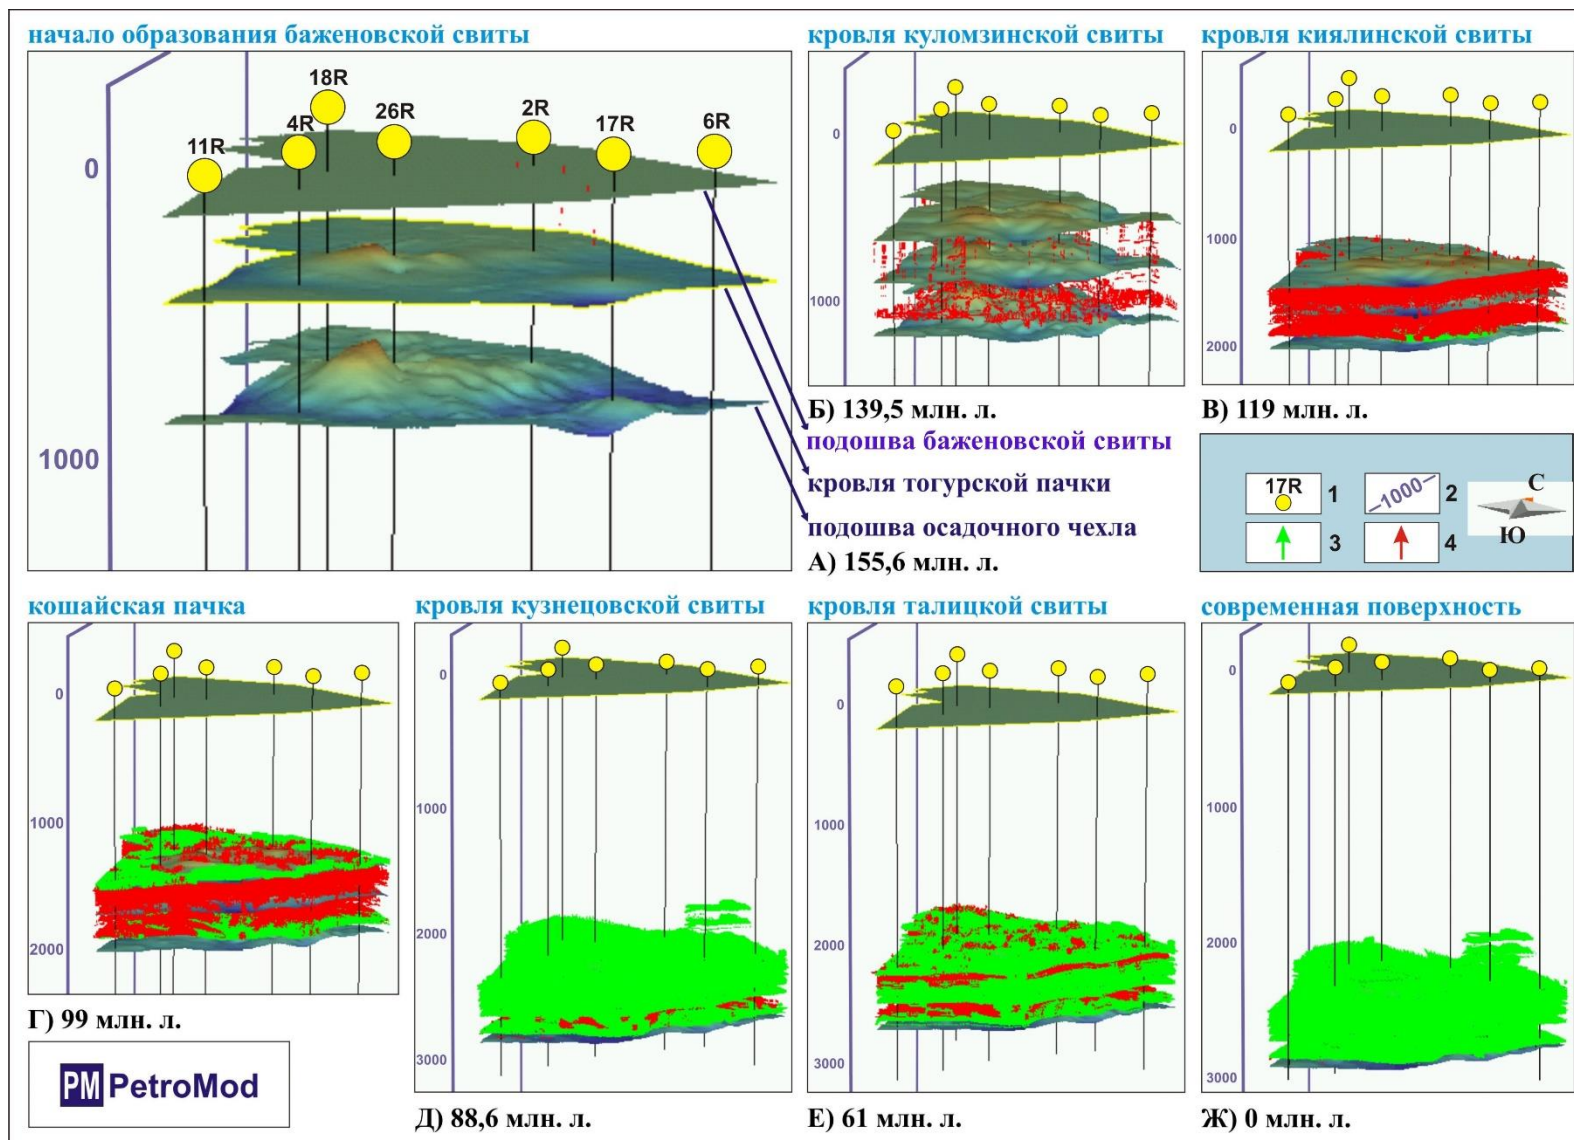 начало образования баженовской свиты
18R
4R
26R
2R
17R
6R
11R
0
1000
кровля куломзинской свиты
0
1000
Б) 139,5 млн. л.
кровля киялинской свиты
0
1000
2000
В) 119 млн. л.
подошва баженовской свиты
кровля тогурской пачки
подошва осадочного чехла
А) 155,6 млн. л.
17R 1
1000 2
С
Ю
3
4
кошайская пачка
0
1000
2000
Г) 99 млн. л.
PM PetroMod
кровля кузнецовской свиты
0
1000
2000
3000
Д) 88,6 млн. л.
кровля талицкой свиты
0
1000
2000
3000
Е) 61 млн. л.
современная поверхность
0
1000
2000
3000
Ж) 0 млн. л.